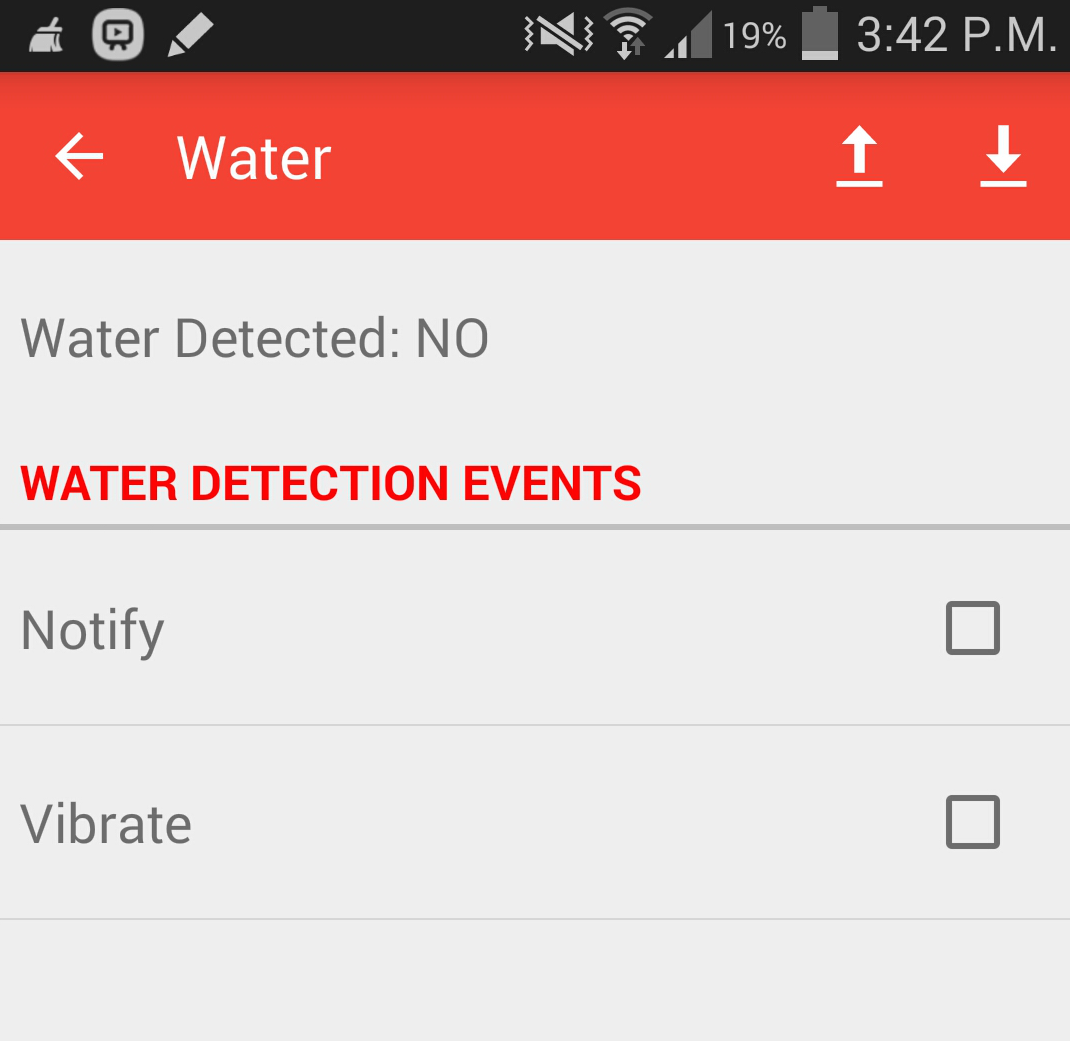 19% 3:42 P.M.
Water
Water Detected: NO
WATER DETECTION EVENTS
Notify
Vibrate